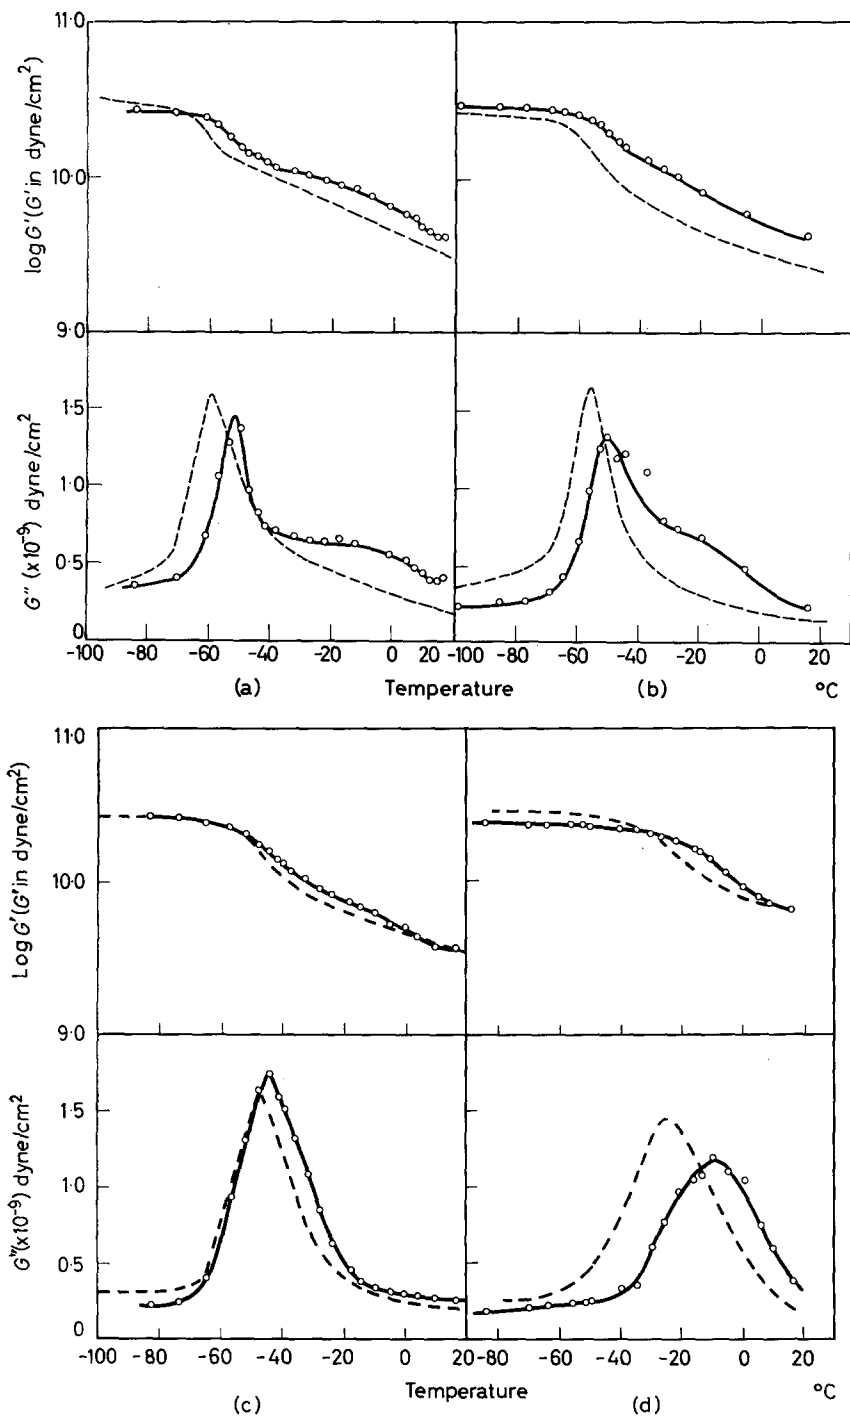 11·0
log G'(G' in dyne/cm²)
10·0
9·0
1·5
G" (x10⁻⁹) dyne/cm²
1·0
0·5
0
-100 -80 -60 -40 -20 0 20 -100 -80 -60 -40 -20 0 20
(a) Temperature (b) °C
11·0
Log G'(G' in dyne/cm²)
10·0
9·0
1·5
G"(x10⁻⁹) dyne/cm²
1·0
0·5
0
-100 -80 -60 -40 -20 0 20 -80 -60 -40 -20 0 20
(c) Temperature (d) °C